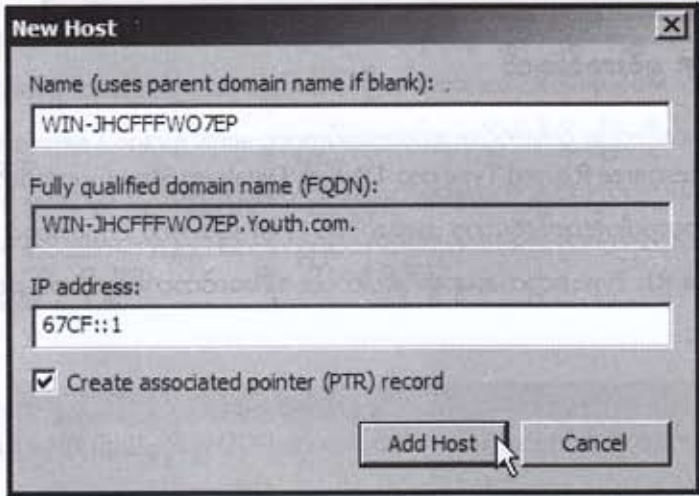 New Host
Name (uses parent domain name if blank):
WIN-JHCFFFWO7EP
Fully qualified domain name (FQDN):
WIN-JHCFFFWO7EP.Youth.com.
IP address:
67CF::1
Create associated pointer (PTR) record
Add Host
Cancel